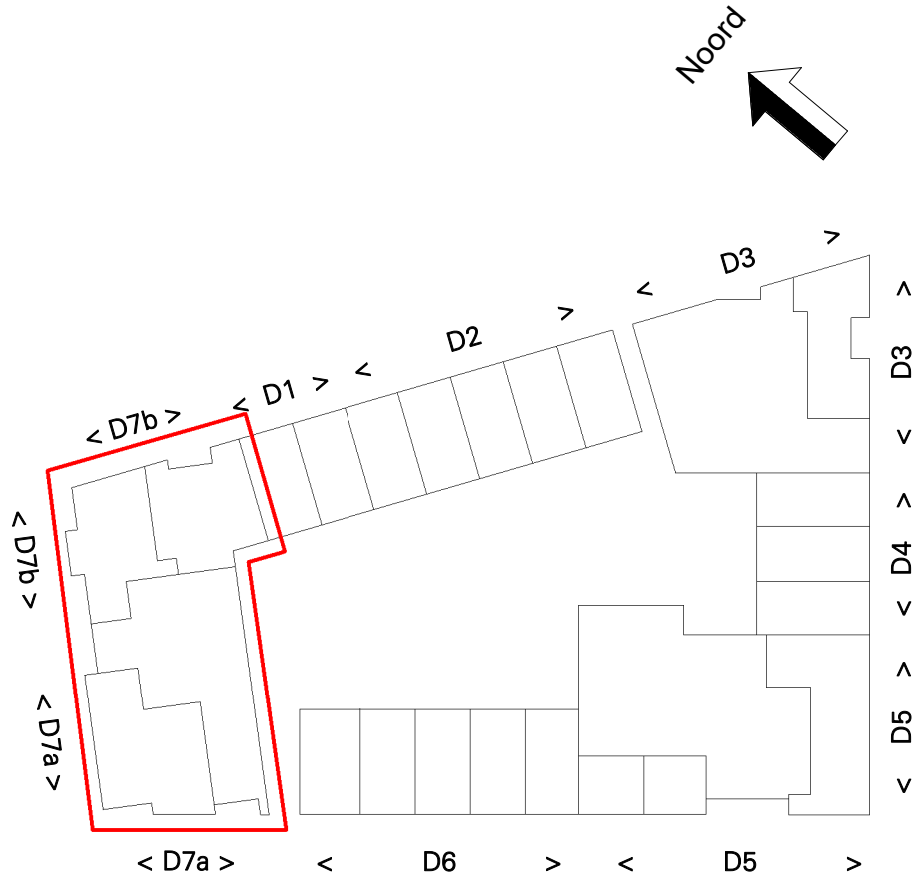 Noord
< D3 >
< D2 >
< D1 >
< D7b >
< D3 >
< D7b >
< D4 >
< D7a >
< D5 >
< D7a >
< D6 >
< D5 >